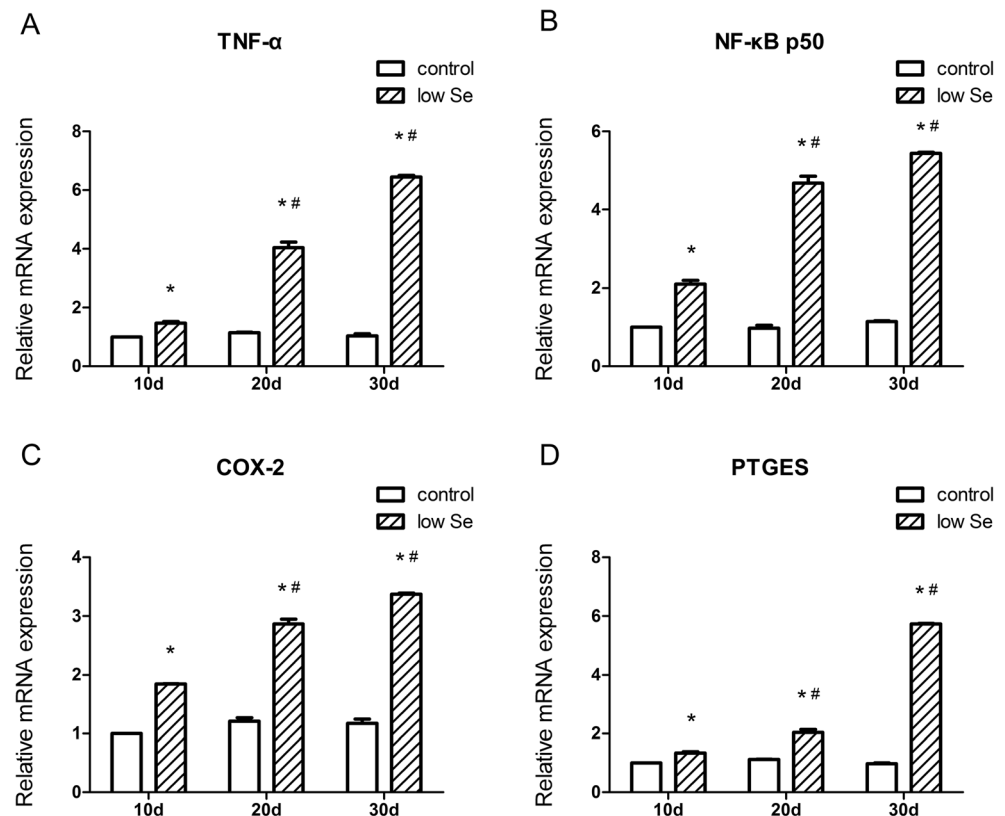 A
TNF-α
control
low Se
Relative mRNA expression
8
6
4
2
0
*
* #
* #
10d
20d
30d
B
NF-κB p50
control
low Se
Relative mRNA expression
6
4
2
0
*
* #
* #
10d
20d
30d
C
COX-2
control
low Se
Relative mRNA expression
4
3
2
1
0
*
* #
* #
10d
20d
30d
D
PTGES
control
low Se
Relative mRNA expression
8
6
4
2
0
*
* #
* #
10d
20d
30d